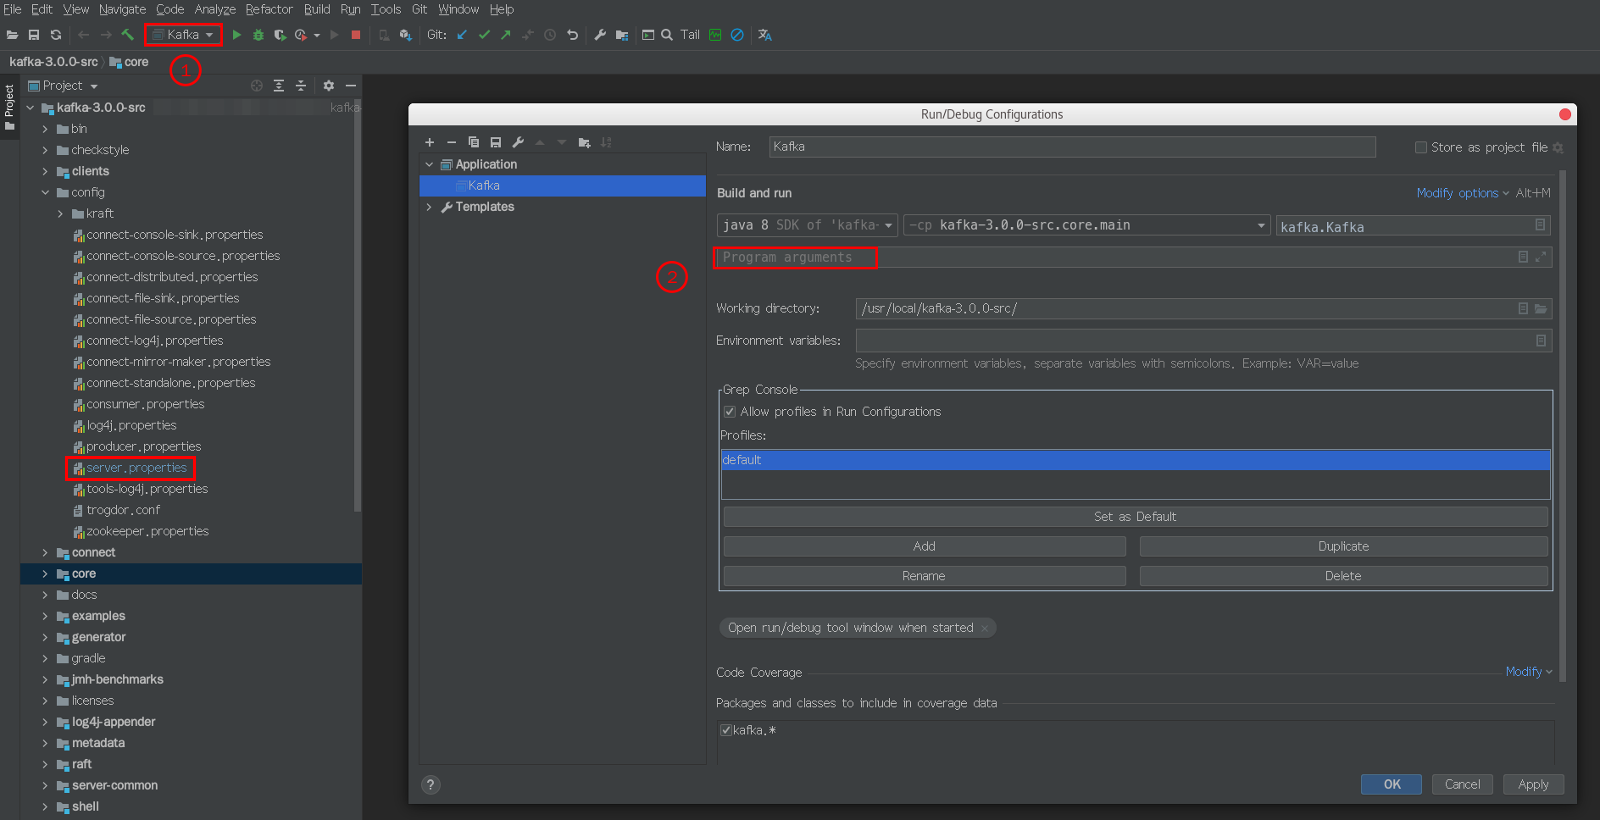 File Edit View Navigate Code Analyze Refactor Build Run Tools Git Window Help
Kafka Git: Tail
kafka-3.0.0-src core
1
Project
Project
kafka-3.0.0-src kafka-
bin
checkstyle
clients
config
kraft
connect-console-sink.properties
connect-console-source.properties
connect-distributed.properties
connect-file-sink.properties
connect-file-source.properties
connect-log4j.properties
connect-mirror-maker.properties
connect-standalone.properties
consumer.properties
log4j.properties
producer.properties
server.properties
tools-log4j.properties
trogdor.conf
zookeeper.properties
connect
core
docs
examples
generator
gradle
jmh-benchmarks
licenses
log4j-appender
metadata
raft
server-common
shell
Run/Debug Configurations
Application
Kafka
Templates
Name: Kafka Store as project file
Build and run Modify options Alt+M
java 8 SDK of 'kafka- -cp kafka-3.0.0-src.core.main kafka.Kafka
2
Program arguments
Working directory: /usr/local/kafka-3.0.0-src/
Environment variables:
Specify environment variables, separate variables with semicolons. Example: VAR=value
Grep Console
Allow profiles in Run Configurations
Profiles:
default
Set as Default
Add Duplicate
Rename Delete
Open run/debug tool window when started ×
Code Coverage Modify
Packages and classes to include in coverage data
kafka.*
? OK Cancel Apply